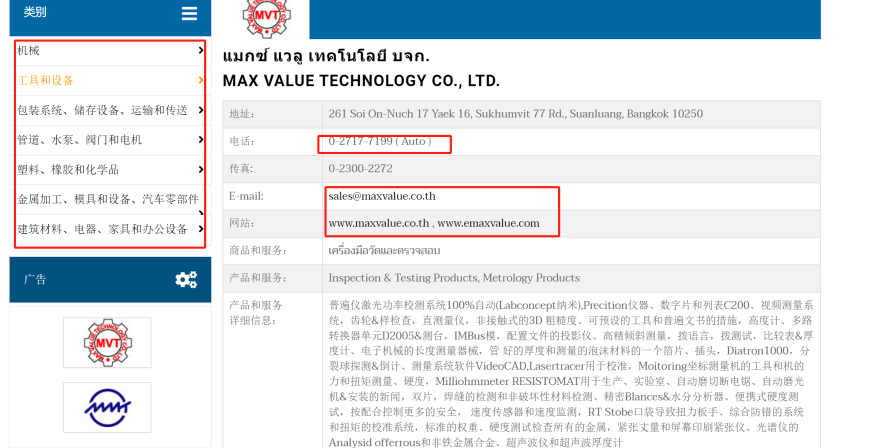 类别
机械
工具和设备
包装系统、储存设备、运输和传送
管道、水泵、阀门和电机
塑料、橡胶和化学品
金属加工、模具和设备、汽车零部件
建筑材料、电器、家具和办公设备
广告
MVT
MVT
แมกซ์ แวลู เทคโนโลยี บจก.
MAX VALUE TECHNOLOGY CO., LTD.
地址: 261 Soi On-Nuch 17 Yaek 16, Sukhumvit 77 Rd., Suanluang, Bangkok 10250
电话: 0-2717-7199 ( Auto )
传真: 0-2300-2272
E-mail: sales@maxvalue.co.th
网站: www.maxvalue.co.th , www.emaxvalue.com
商品和服务: เครื่องมือวัดและตรวจสอบ
产品和服务: Inspection & Testing Products, Metrology Products
产品和服务
详细信息:
普遍仪激光功率校测系统100%自动(Labconcept纳米),Precition仪器、数字片和列表C200、视频测量系
统，齿轮&样检查，直测量仪，非接触式的3D 粗糙度、可预设的工具和普遍文书的措施，高度计、多路
转换器单元D2005&测台，IMBus模，配置文件的投影仪、高精倾斜测量，拨语言，拨测试，比较表&厚
度计、电子机械的长度测量器械，管 好的厚度和测量的泡沫材料的一个箔片、插头，Diatron1000，分
裂球探测&倒计、测量系统软件VideoCAD,Lasertracer用于校准，Moitoring坐标测量机的工具和机的
力和扭矩测量、硬度，Milliohmmeter RESISTOMAT用于生产、实验室、自动磨切断电锯、自动磨光
机&安装的新闻，双片，焊缝的检测和非破坏性材料检测、精密Blances&水分分析器、便携式硬度测
试，按配合控制更多的安全， 速度传感器和速度监测，RT Stobe口袋导致扭力板手、综合防错的系统
和扭矩的校准系统，标准的权重、硬度测试检查所有的金属，紧张丈量和屏幕印刷紧张仪、光谱仪的
Analysid offerrous和非铁金属合金、超声波仪和超声波厚度计